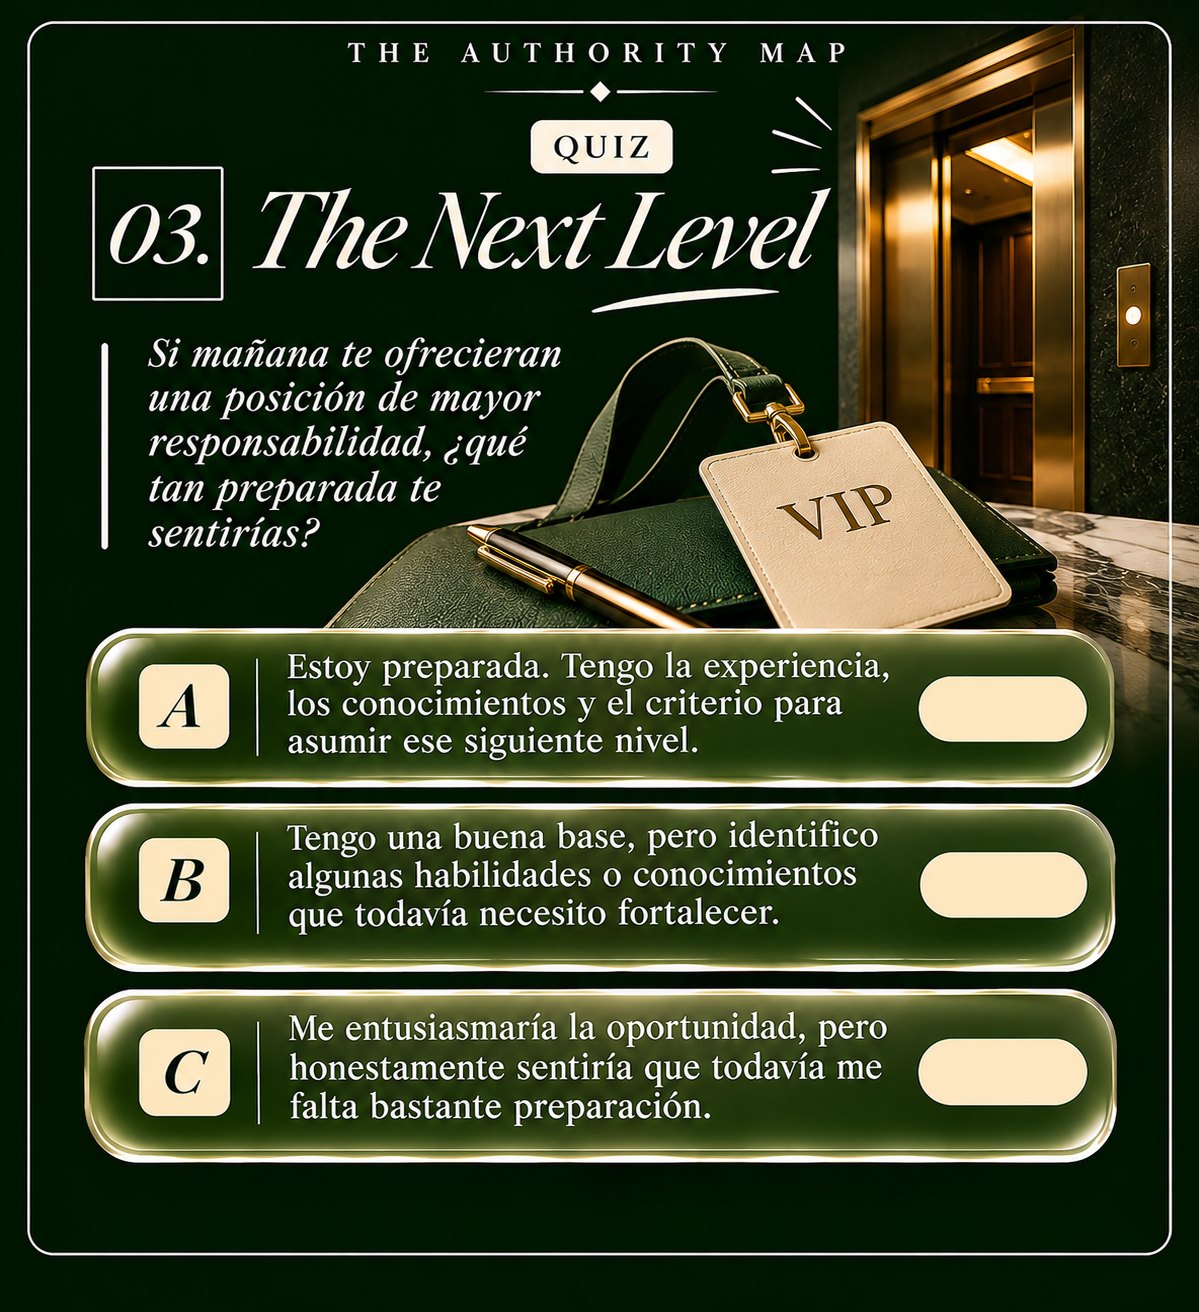 THE AUTHORITY MAP
QUIZ
03. The Next Level
Si mañana te ofrecieran
una posición de mayor
responsabilidad, ¿qué
tan preparada te
sentirías?
VIP
A
Estoy preparada. Tengo la experiencia,
los conocimientos y el criterio para
asumir ese siguiente nivel.
B
Tengo una buena base, pero identifico
algunas habilidades o conocimientos
que todavía necesito fortalecer.
C
Me entusiasmaría la oportunidad, pero
honestamente sentiría que todavía me
falta bastante preparación.